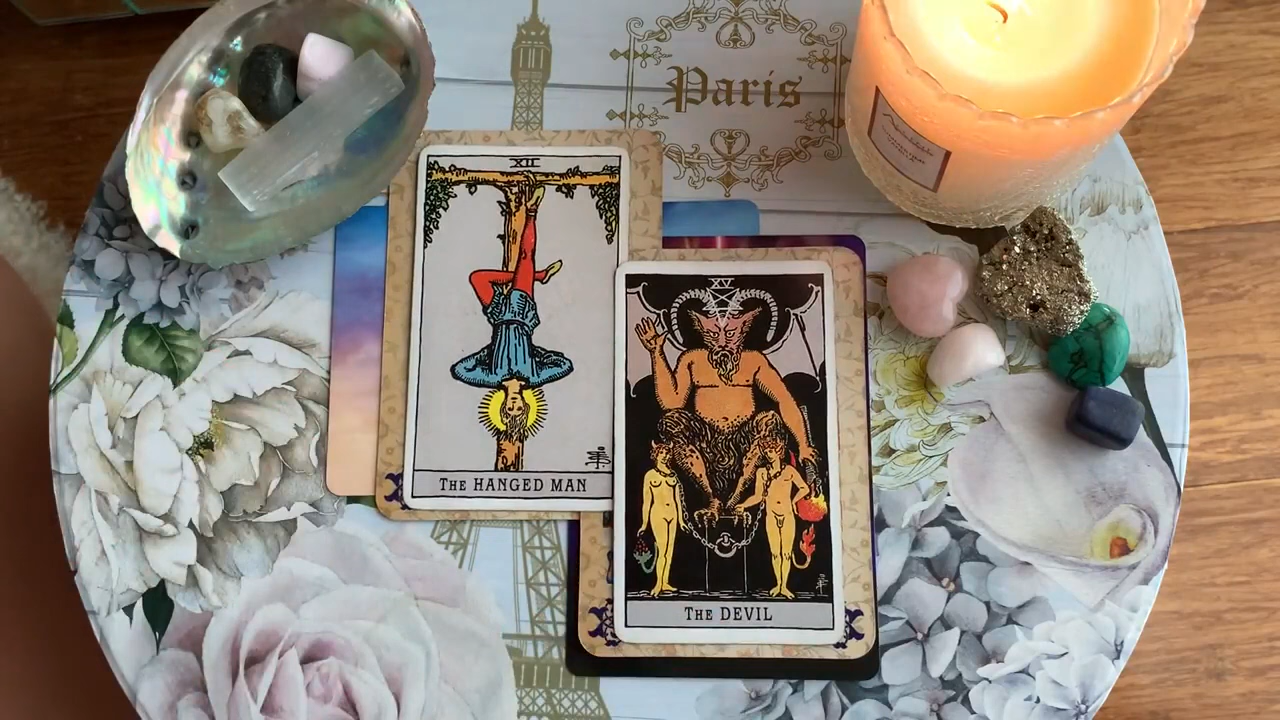 Paris
XII
THE HANGED MAN
XV
THE DEVIL